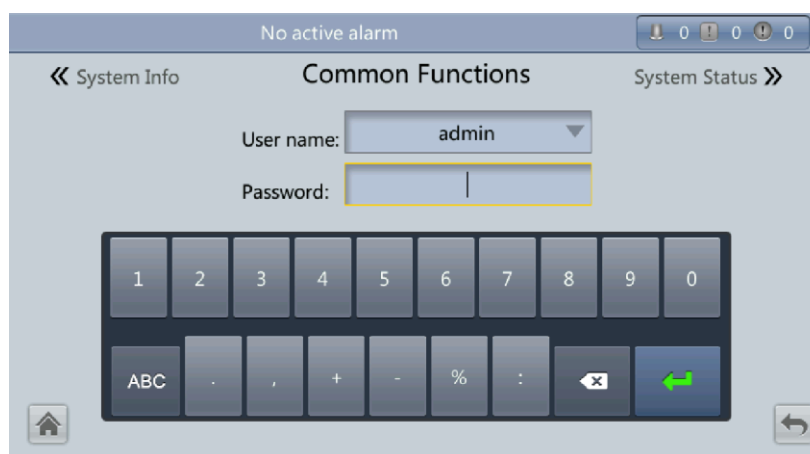 No active alarm 0 0 0
System Info Common Functions System Status
User name: admin
Password:
1 2 3 4 5 6 7 8 9 0
ABC . , + - % :